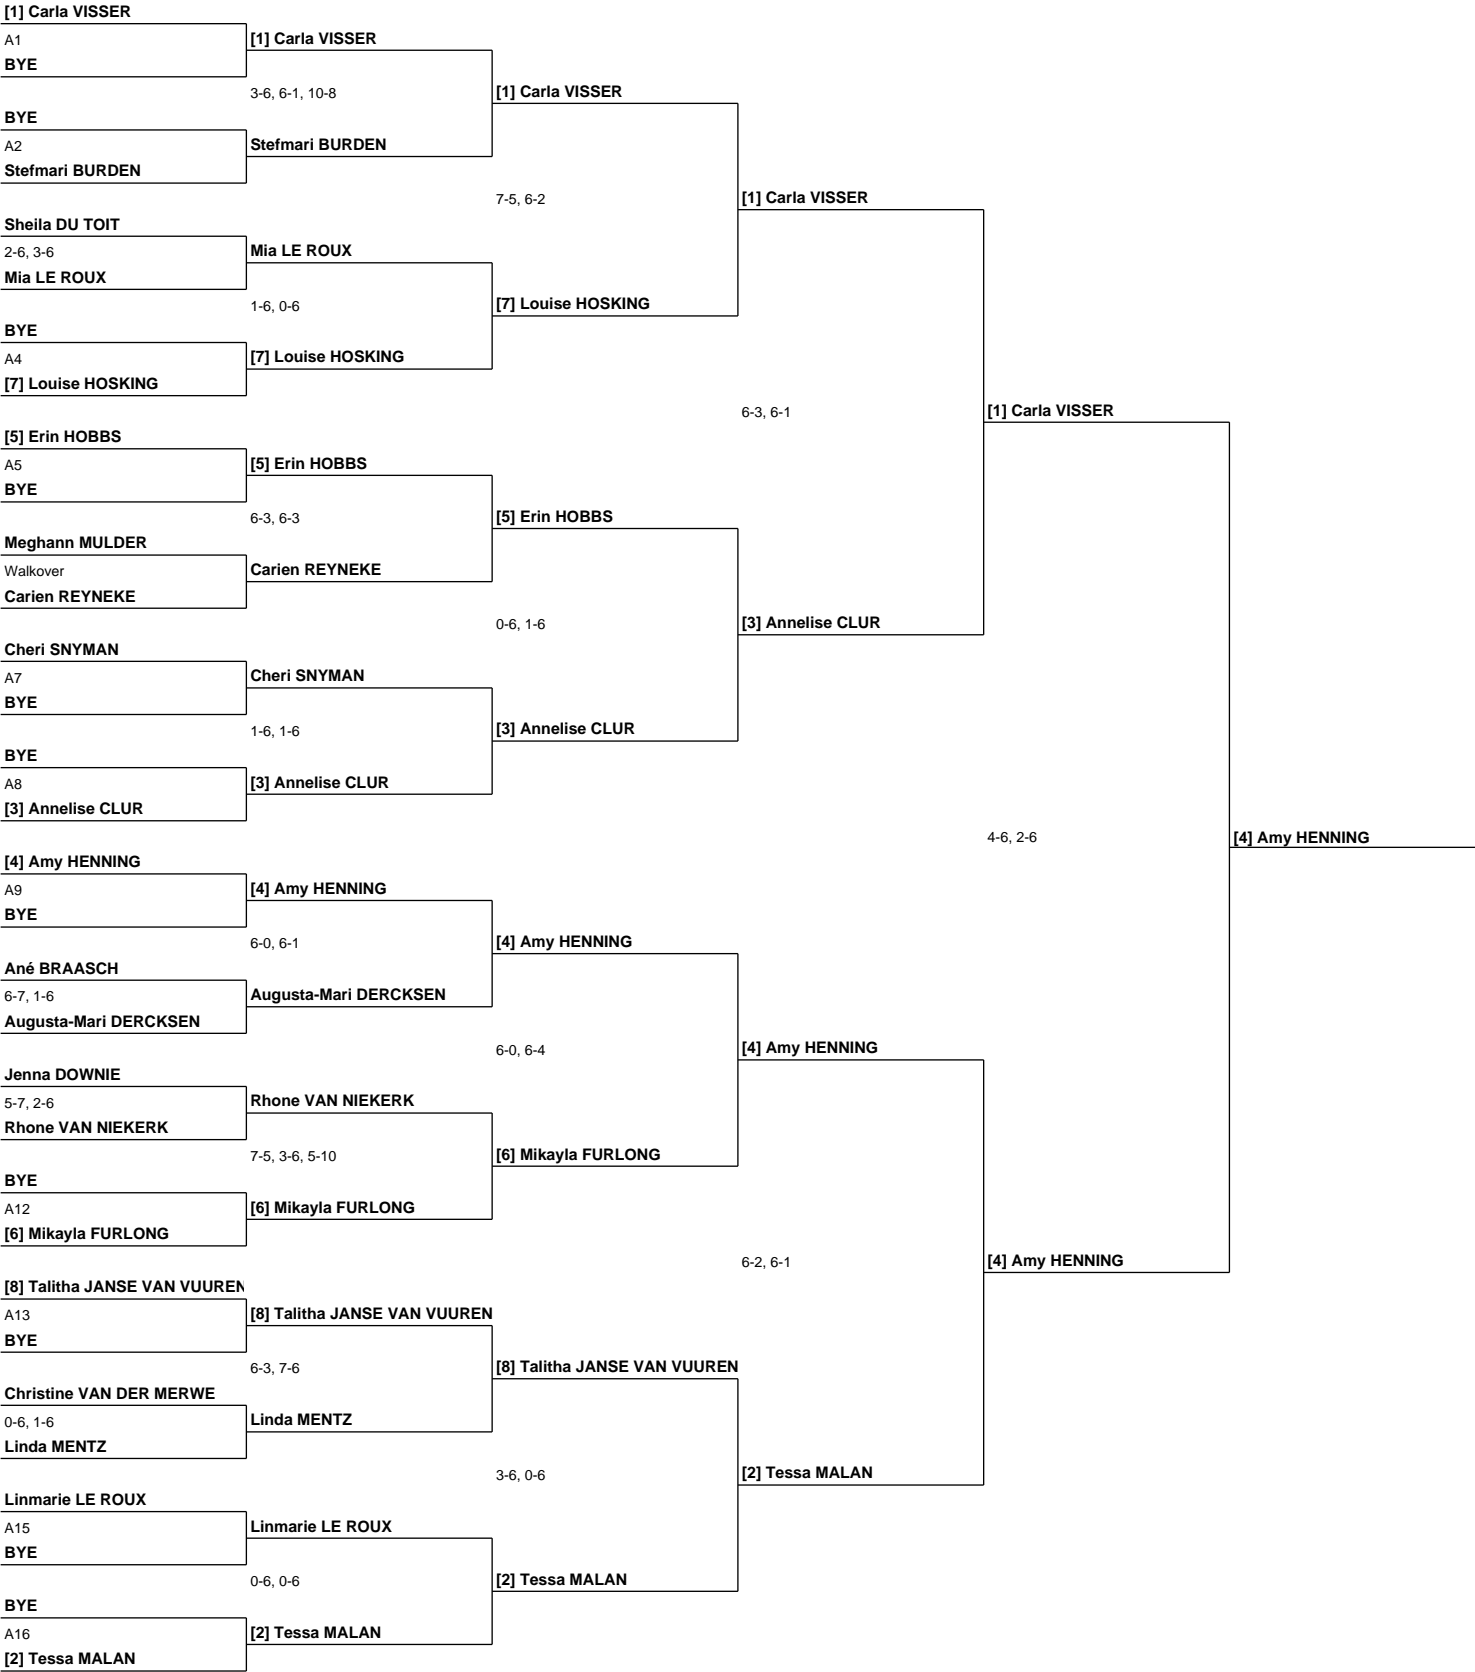 [1] Carla VISSER
A1
BYE
BYE
A2
Stefmari BURDEN
Sheila DU TOIT
2-6, 3-6
Mia LE ROUX
BYE
A4
[7] Louise HOSKING
[5] Erin HOBBS
A5
BYE
Meghann MULDER
Walkover
Carien REYNEKE
Cheri SNYMAN
A7
BYE
BYE
A8
[3] Annelise CLUR
[4] Amy HENNING
A9
BYE
Ané BRAASCH
6-7, 1-6
Augusta-Mari DERCKSEN
Jenna DOWNIE
5-7, 2-6
Rhone VAN NIEKERK
BYE
A12
[6] Mikayla FURLONG
[8] Talitha JANSE VAN VUUREN
A13
BYE
Christine VAN DER MERWE
0-6, 1-6
Linda MENTZ
Linmarie LE ROUX
A15
BYE
BYE
A16
[2] Tessa MALAN
[1] Carla VISSER
3-6, 6-1, 10-8
Stefmari BURDEN
Mia LE ROUX
1-6, 0-6
[7] Louise HOSKING
[5] Erin HOBBS
6-3, 6-3
Carien REYNEKE
Cheri SNYMAN
1-6, 1-6
[3] Annelise CLUR
[4] Amy HENNING
6-0, 6-1
Augusta-Mari DERCKSEN
Rhone VAN NIEKERK
7-5, 3-6, 5-10
[6] Mikayla FURLONG
[8] Talitha JANSE VAN VUUREN
6-3, 7-6
Linda MENTZ
Linmarie LE ROUX
0-6, 0-6
[2] Tessa MALAN
[1] Carla VISSER
7-5, 6-2
[7] Louise HOSKING
[5] Erin HOBBS
0-6, 1-6
[3] Annelise CLUR
[4] Amy HENNING
6-0, 6-4
[6] Mikayla FURLONG
[8] Talitha JANSE VAN VUUREN
3-6, 0-6
[2] Tessa MALAN
[1] Carla VISSER
6-3, 6-1
[3] Annelise CLUR
[4] Amy HENNING
6-2, 6-1
[2] Tessa MALAN
[1] Carla VISSER
4-6, 2-6
[4] Amy HENNING
[4] Amy HENNING